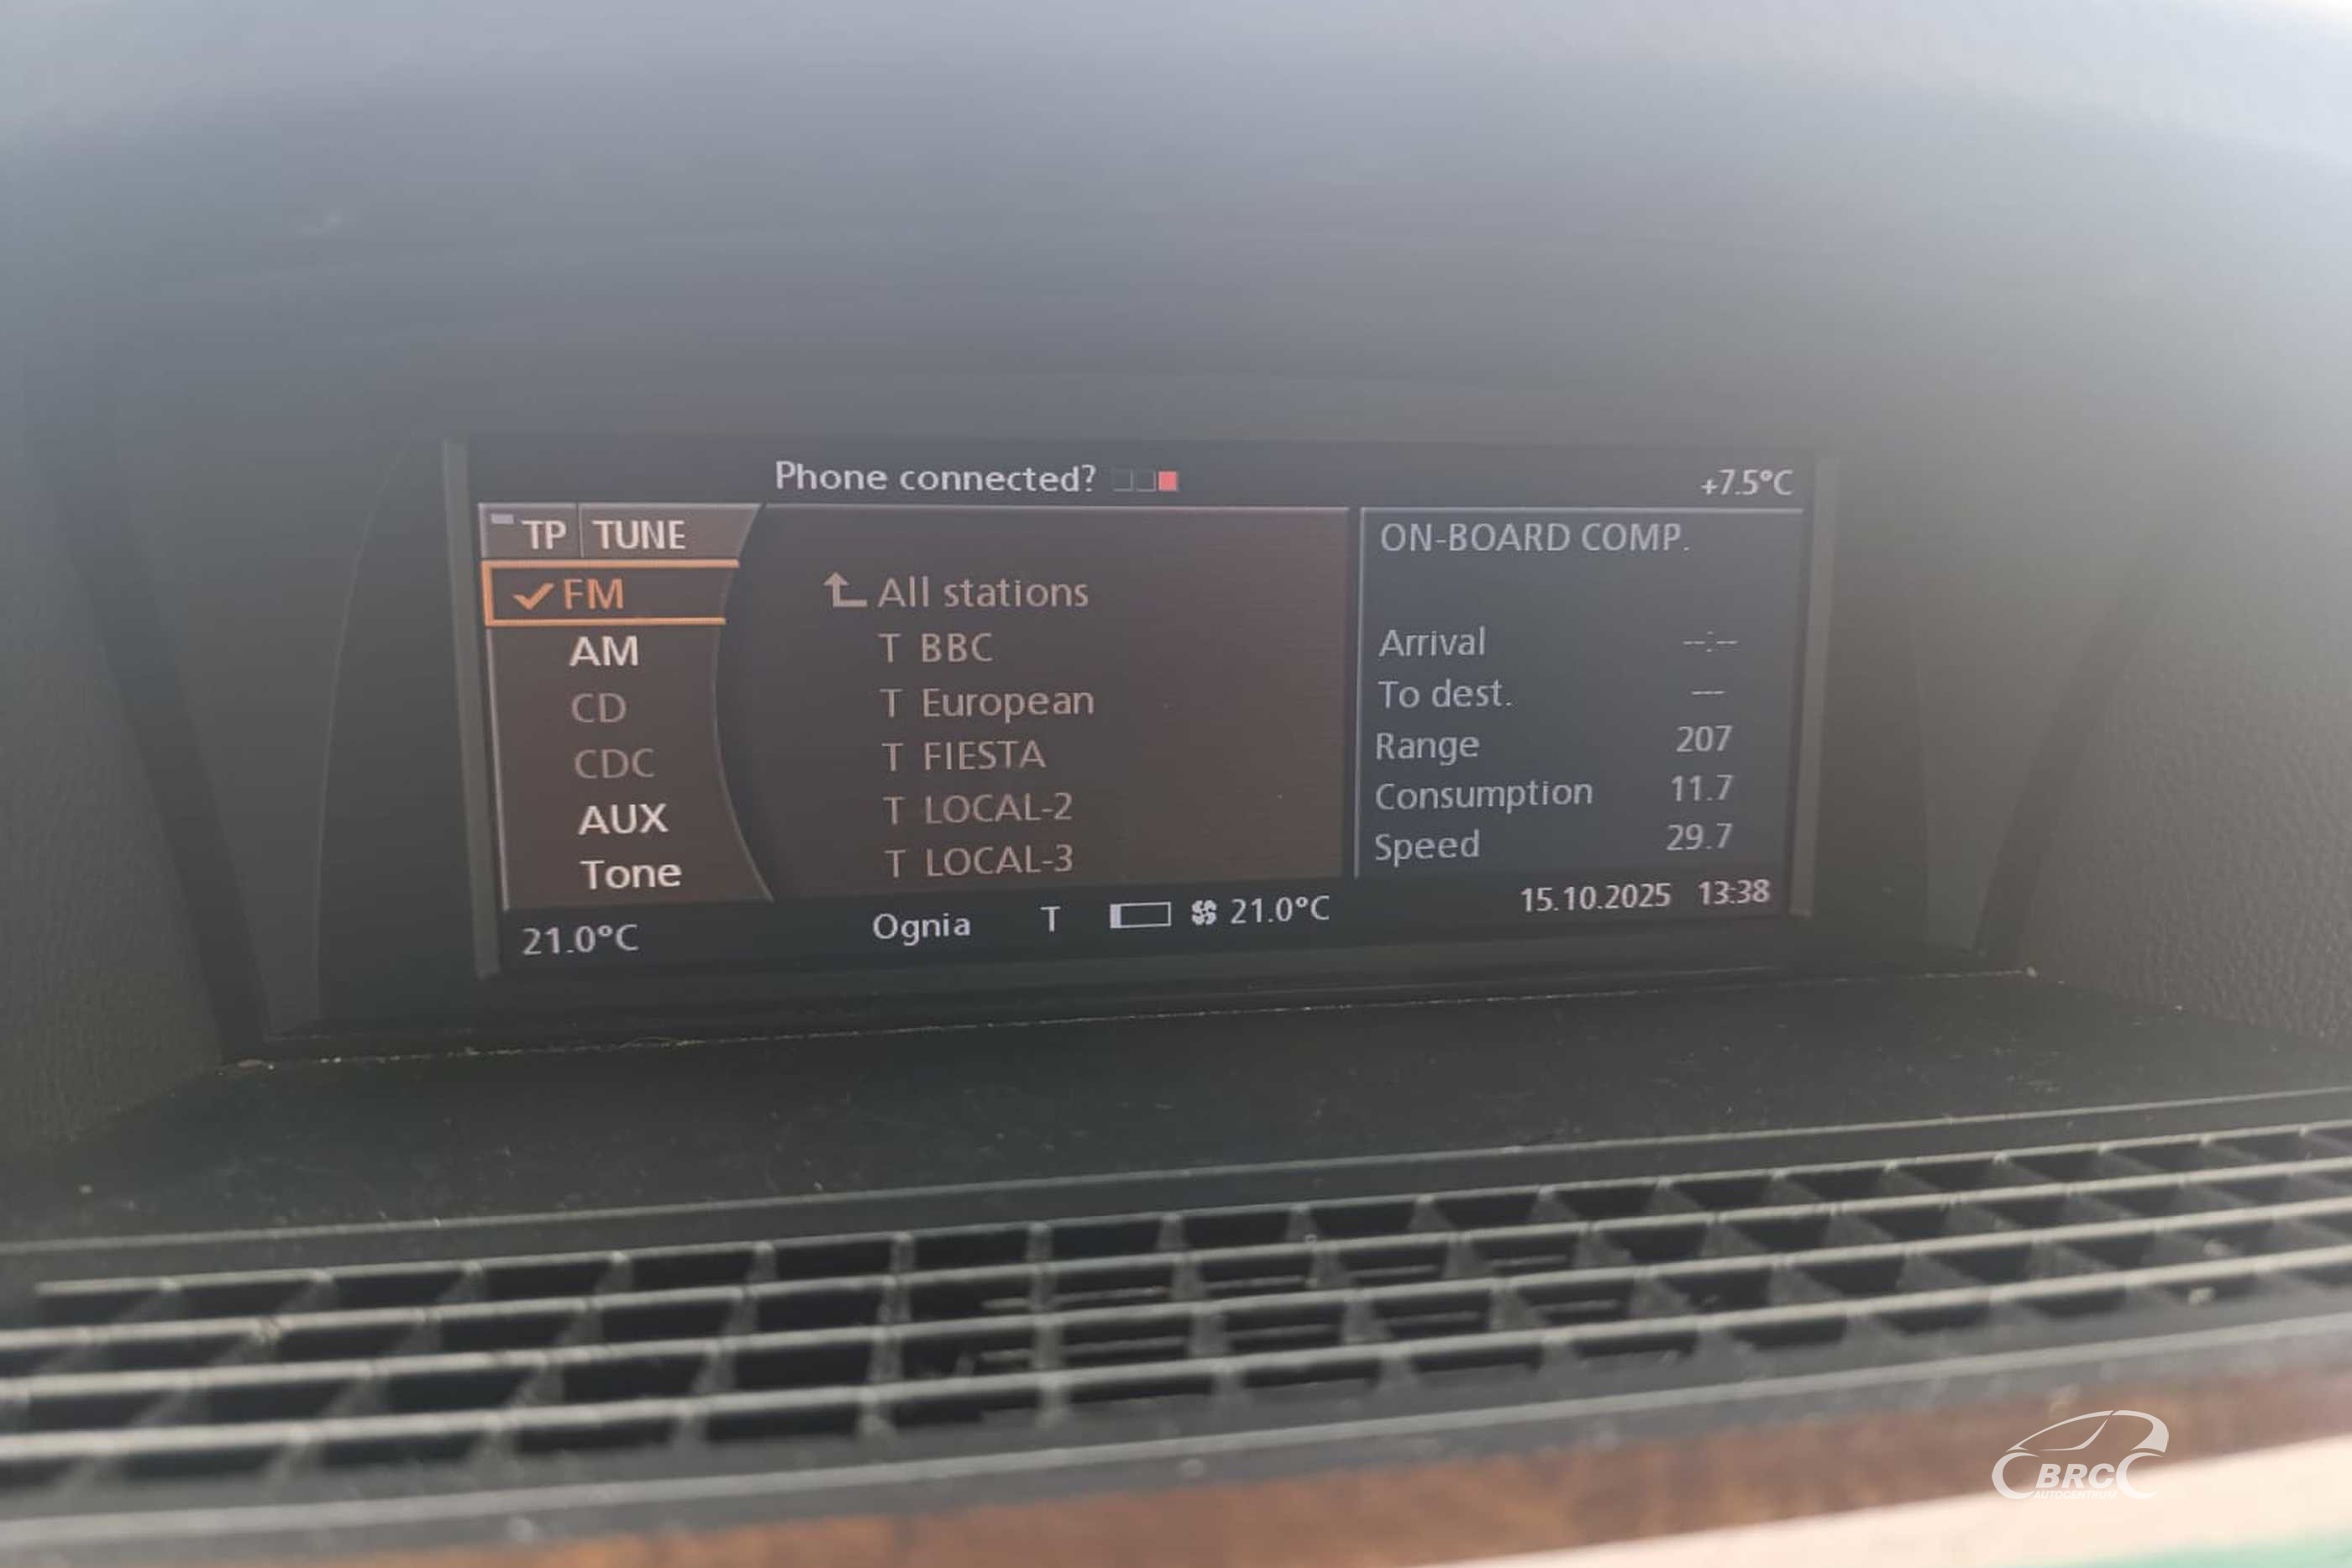 Phone connected? +7.5°C
TP TUNE
FM
AM
CD
CDC
AUX
Tone
All stations
T BBC
T European
T FIESTA
T LOCAL-2
T LOCAL-3
ON-BOARD COMP.
Arrival --:--
To dest. ---
Range 207
Consumption 11.7
Speed 29.7
21.0°C Ognia T 21.0°C 15.10.2025 13:38
BRC
AUTOCENTRUM